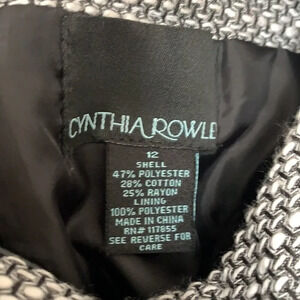 CYNTHIA ROWLE
12
SHELL
47% POLYESTER
28% COTTON
25% RAYON
LINING
100% POLYESTER
MADE IN CHINA
RN# 117655
SEE REVERSE FOR
CARE